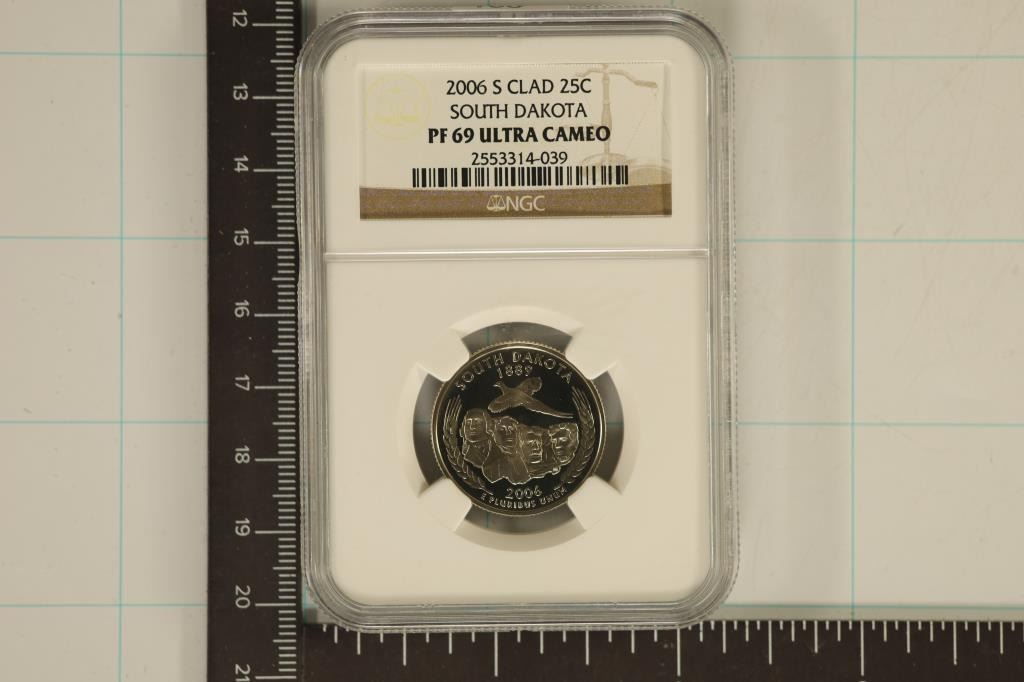 2006 S CLAD 25C
SOUTH DAKOTA
PF 69 ULTRA CAMEO
2553314-039
NGC
SOUTH DAKOTA
1889
2006
E PLURIBUS UNUM
12
13
14
15
16
17
18
19
20
21